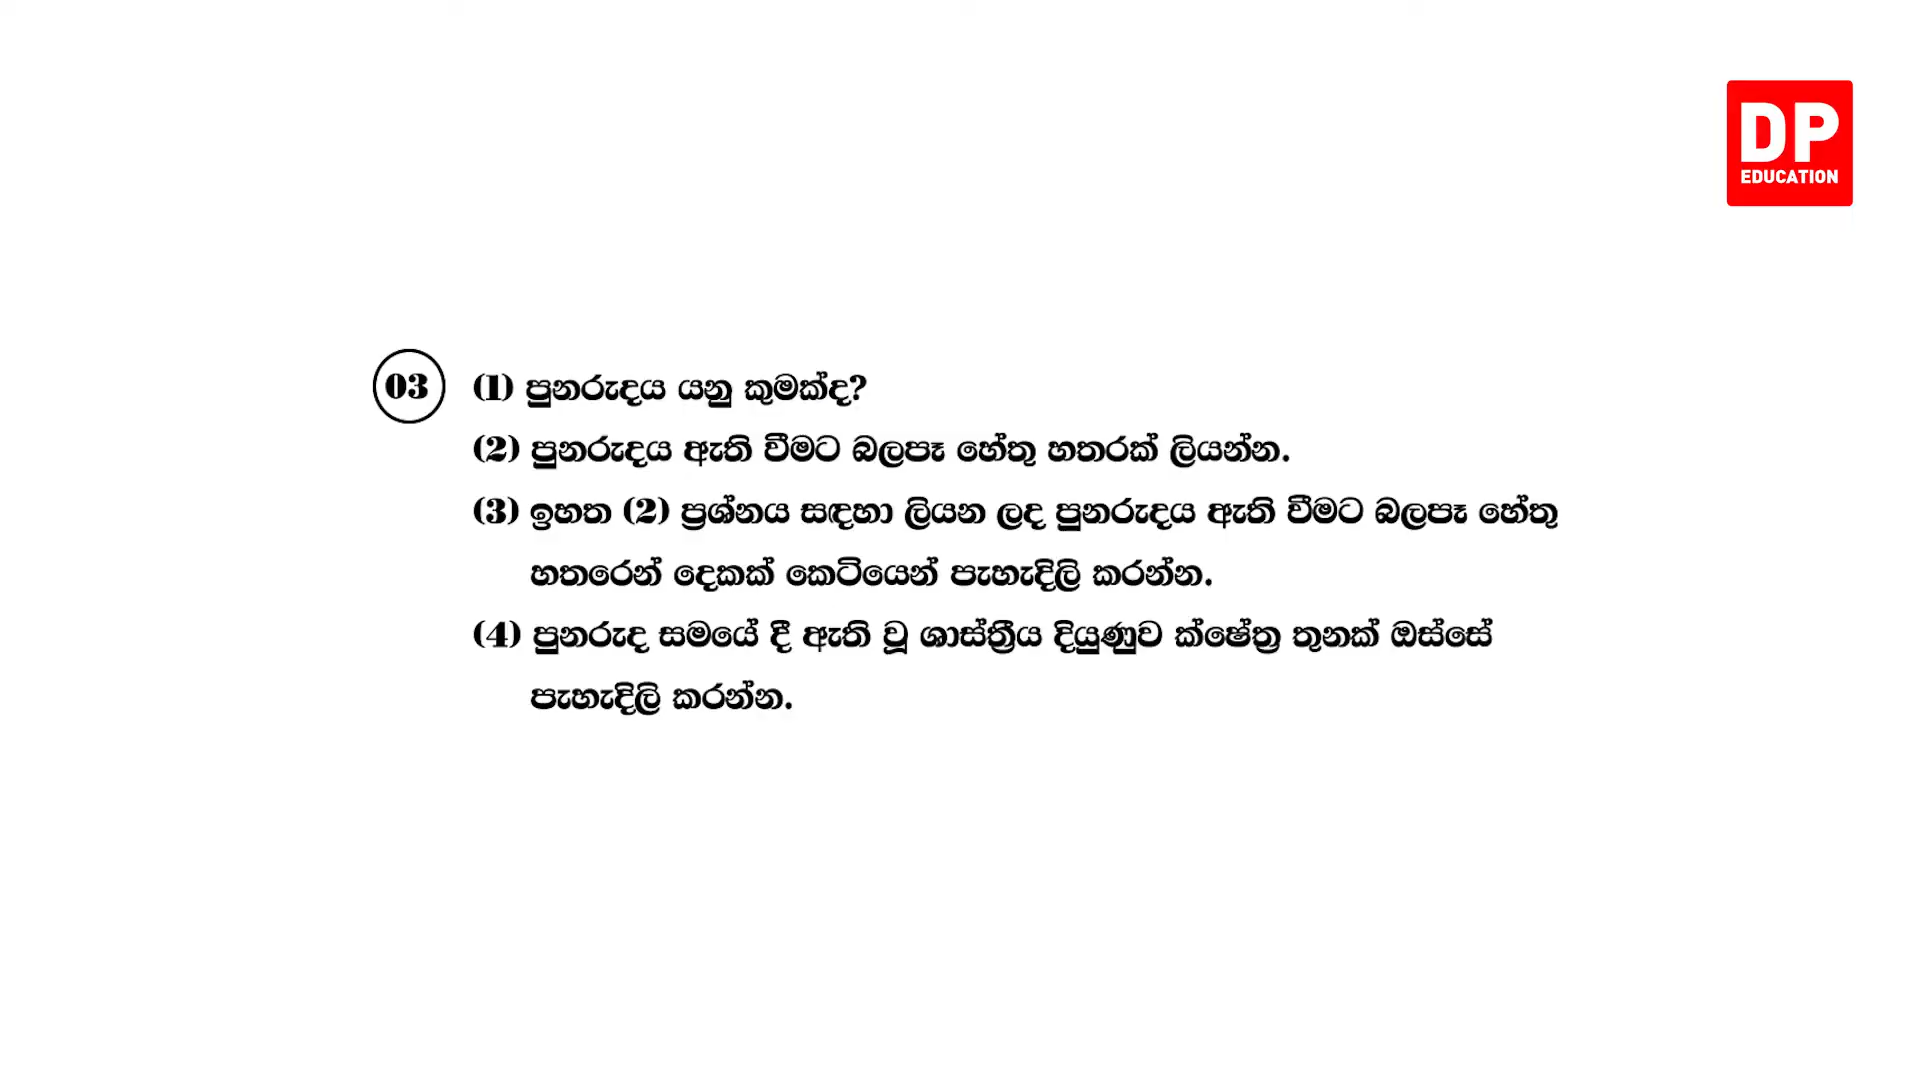 DP
EDUCATION
03 (1) පුනරුදය යනු කුමක්ද?
(2) පුනරුදය ඇති වීමට බලපෑ හේතු හතරක් ලියන්න.
(3) ඉහත (2) ප්‍රශ්නය සඳහා ලියන ලද පුනරුදය ඇති වීමට බලපෑ හේතු
හතරෙන් දෙකක් කෙටියෙන් පැහැදිලි කරන්න.
(4) පුනරුද සමයේ දී ඇති වූ ශාස්ත්‍රීය දියුණුව ක්ෂේත්‍ර තුනක් ඔස්සේ
පැහැදිලි කරන්න.